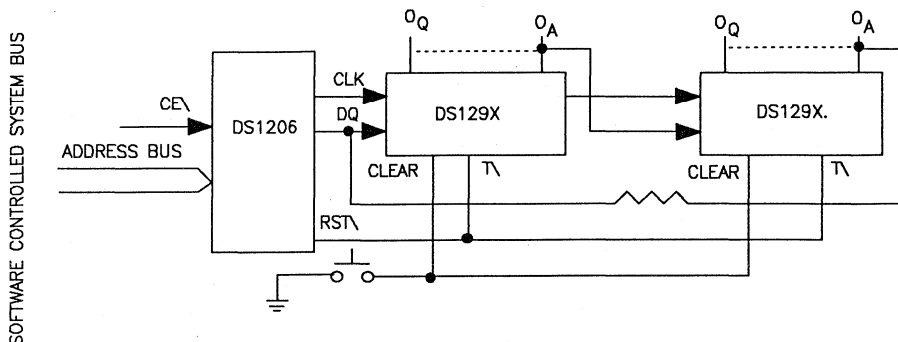 SOFTWARE CONTROLLED SYSTEM BUS
O_Q
O_A
O_Q
O_A
CLK
CE\
DS1206
DQ
DS129X
DS129X.
ADDRESS BUS
CLEAR
T\
CLEAR
T\
RST\